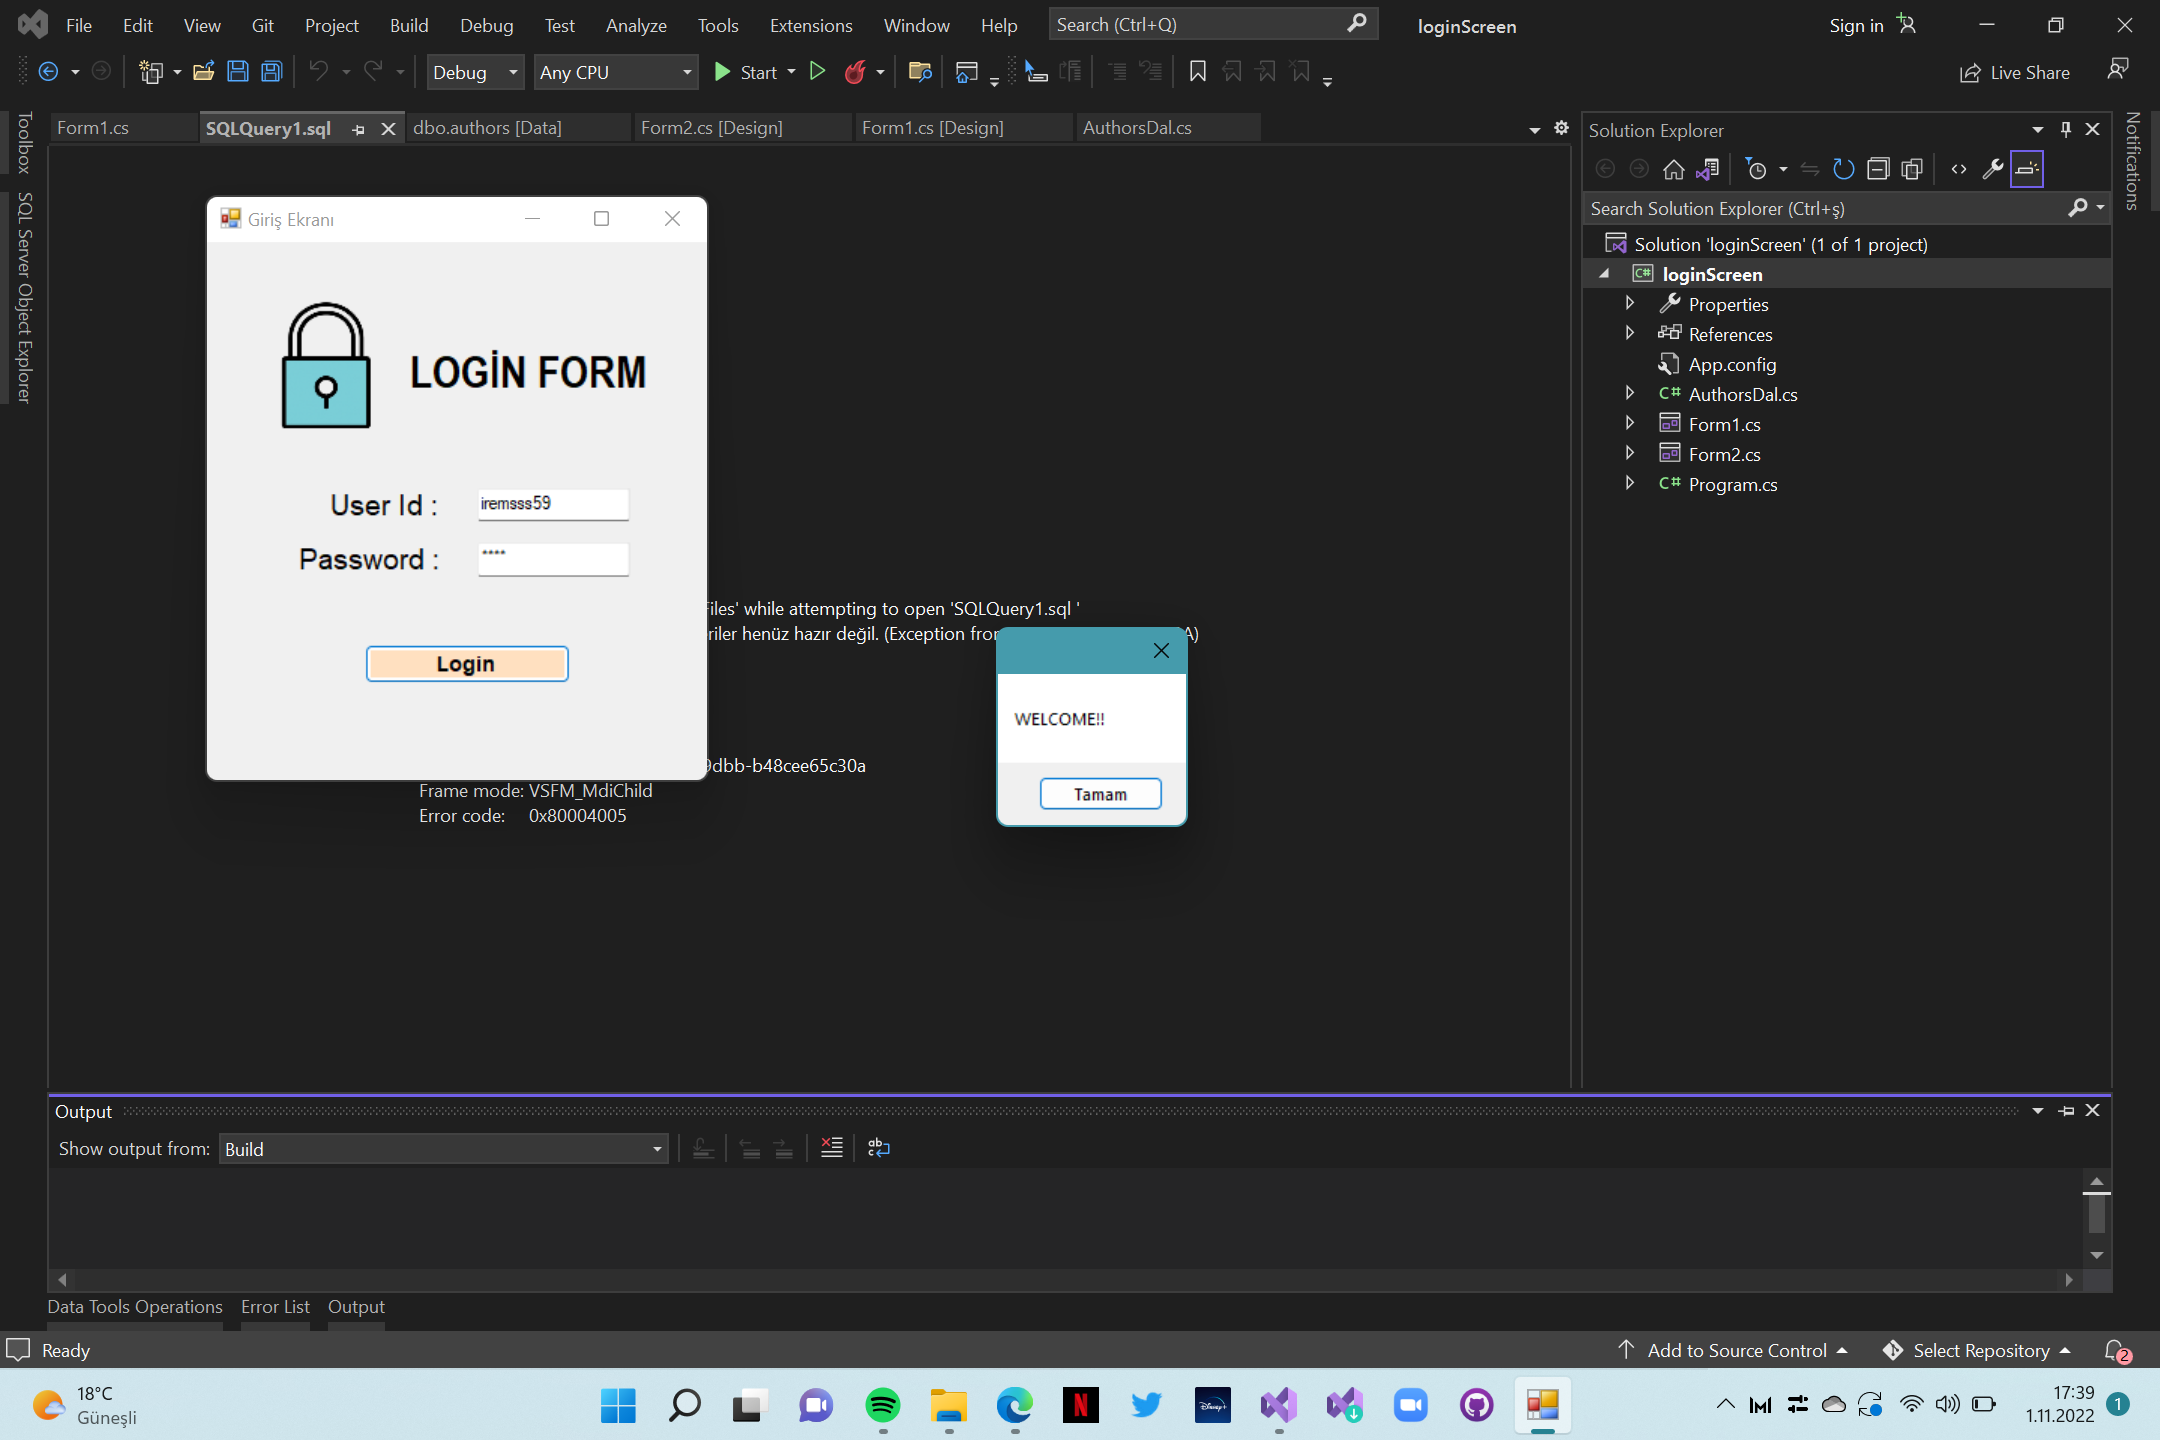 File Edit View Git Project Build Debug Test Analyze Tools Extensions Window Help Search (Ctrl+Q) loginScreen Sign in
Debug Any CPU Start Live Share
Toolbox
SQL Server Object Explorer
Form1.cs SQLQuery1.sql dbo.authors [Data] Form2.cs [Design] Form1.cs [Design] AuthorsDal.cs
Giriş Ekranı
LOGİN FORM
User Id : iremsss59
Password : ****
Login
Files' while attempting to open 'SQLQuery1.sql '
riler henüz hazır değil. (Exception from A)
9dbb-b48cee65c30a
Frame mode: VSFM_MdiChild
Error code: 0x80004005
WELCOME!!
Tamam
Solution Explorer
Search Solution Explorer (Ctrl+ş)
Solution 'loginScreen' (1 of 1 project)
C# loginScreen
Properties
References
App.config
C# AuthorsDal.cs
Form1.cs
Form2.cs
C# Program.cs
Notifications
Output
Show output from: Build
Data Tools Operations Error List Output
Ready Add to Source Control Select Repository 2
18°C
Güneşli
Disney+
17:39
1.11.2022
1